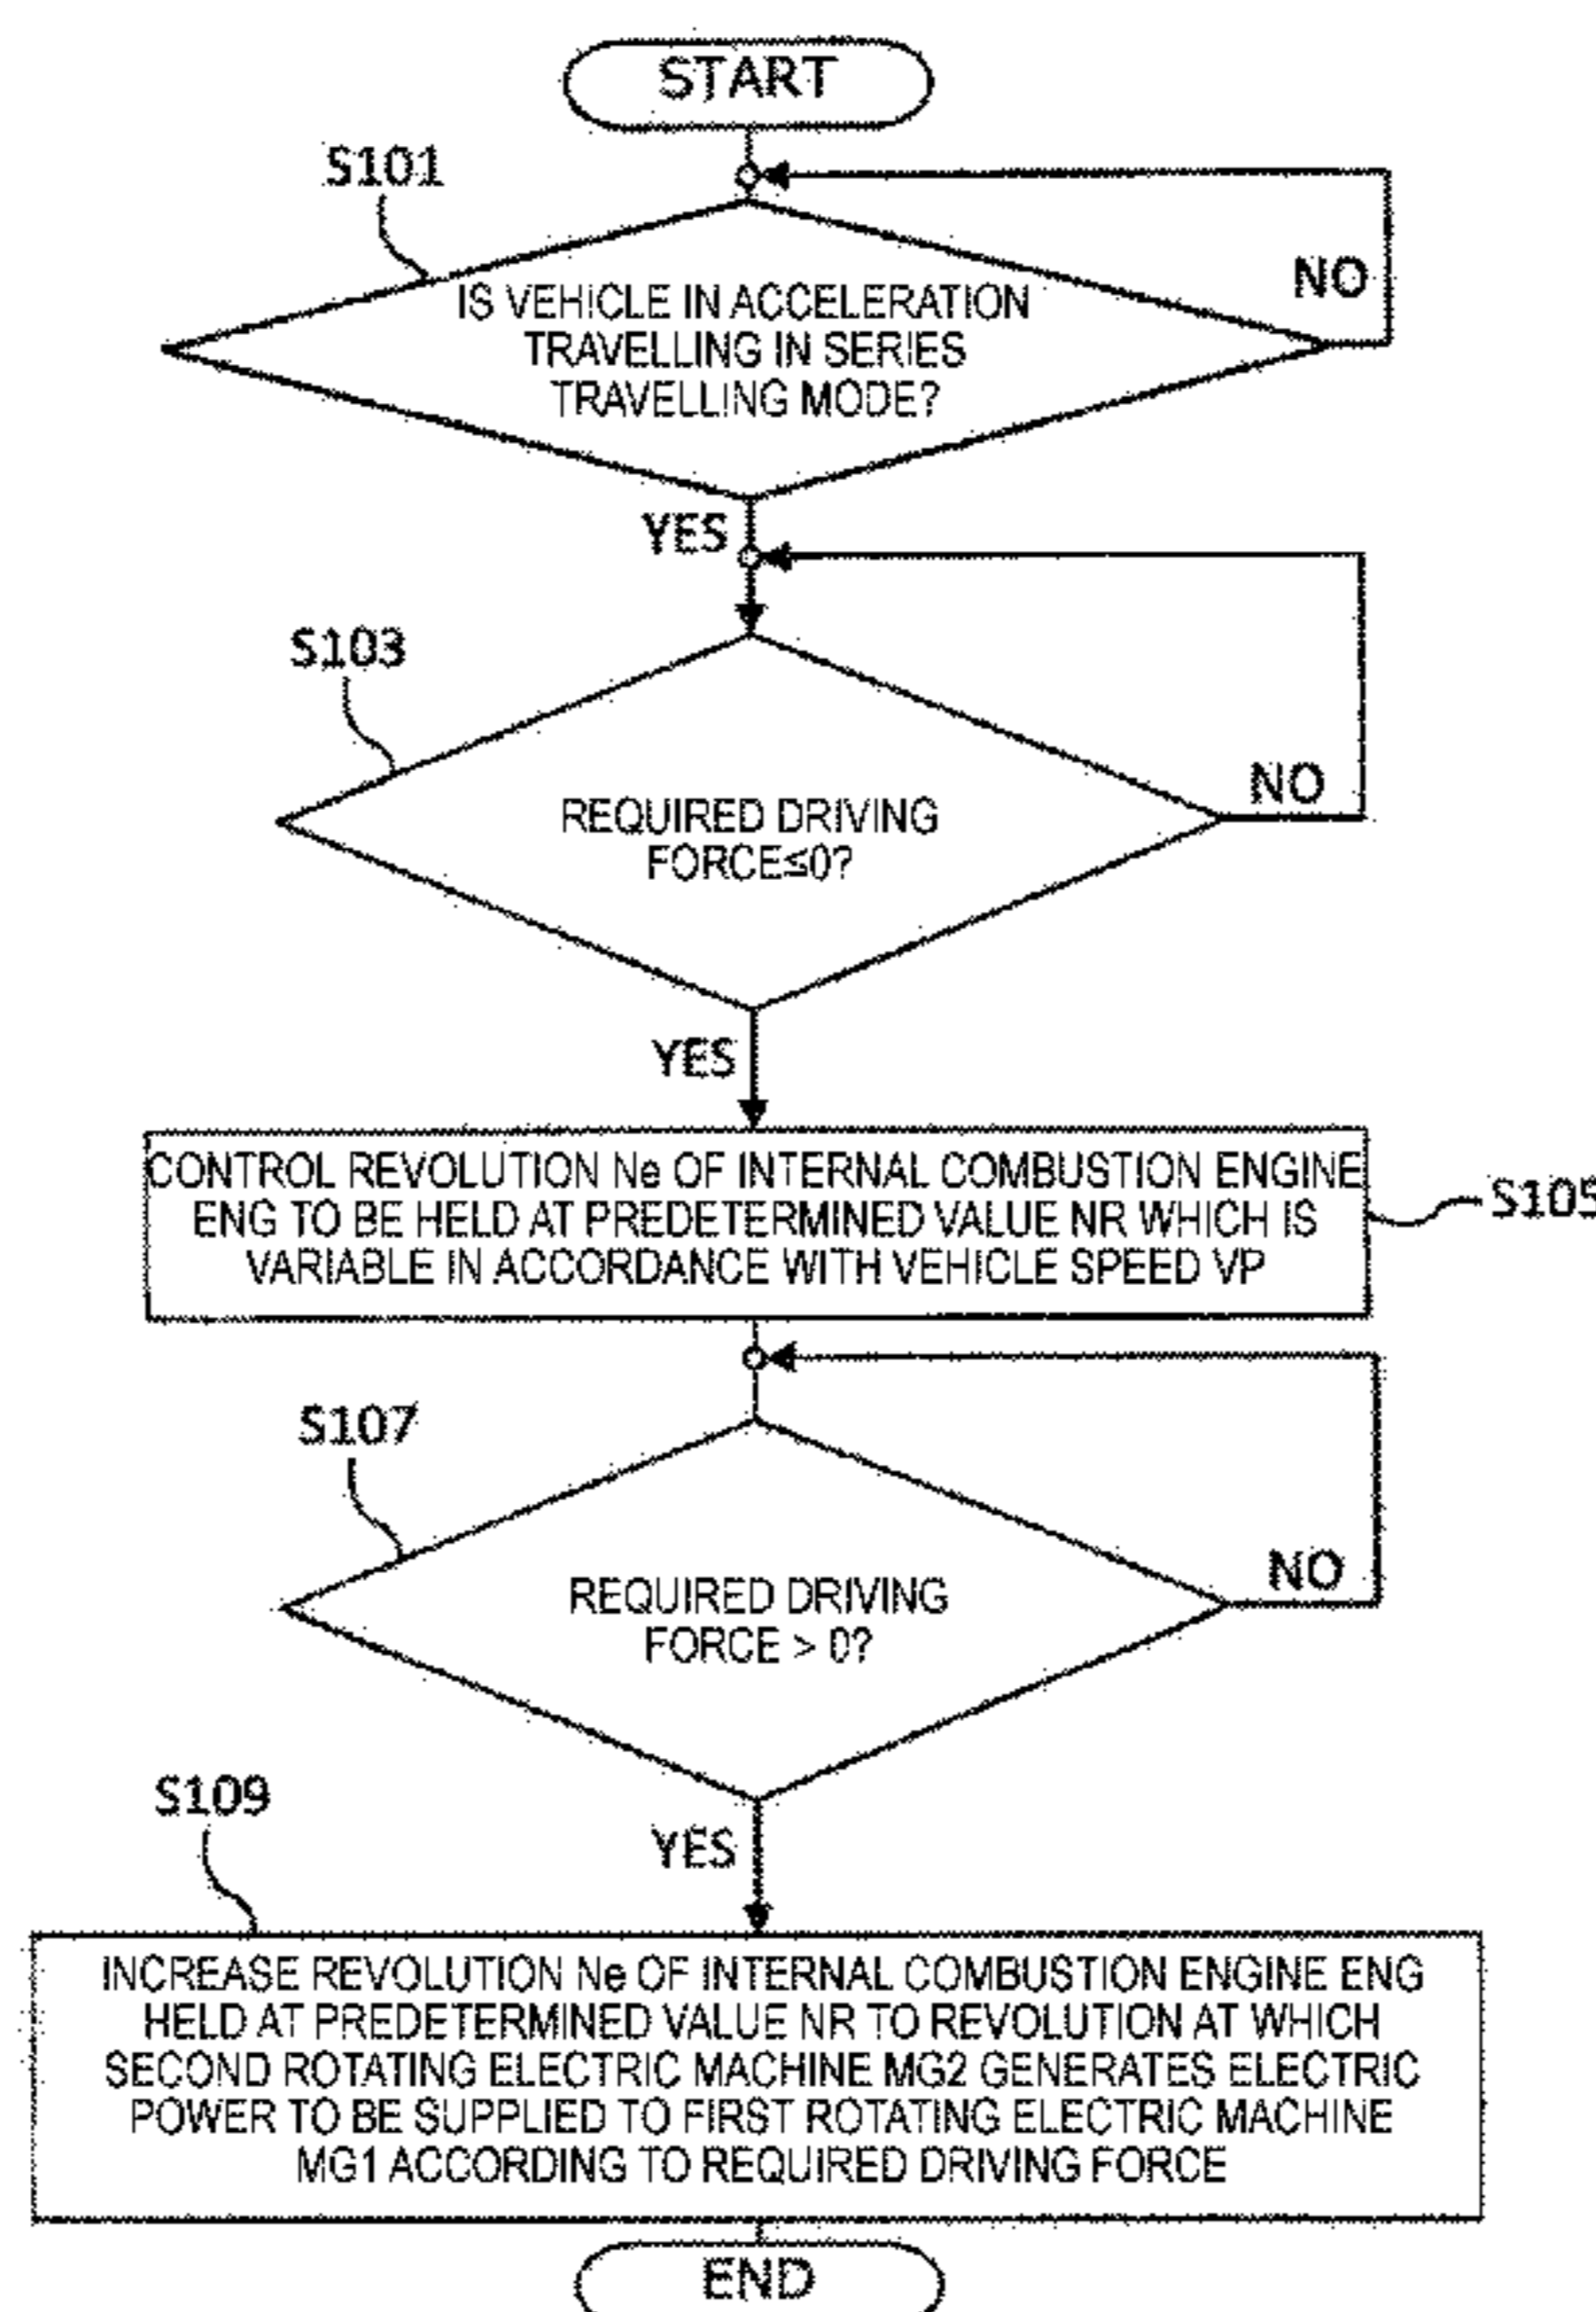 START
S101
NO
IS VEHICLE IN ACCELERATION
TRAVELLING IN SERIES
TRAVELLING MODE?
YES
S103
NO
REQUIRED DRIVING
FORCE≤0?
YES
CONTROL REVOLUTION Ne OF INTERNAL COMBUSTION ENGINE
ENG TO BE HELD AT PREDETERMINED VALUE NR WHICH IS
VARIABLE IN ACCORDANCE WITH VEHICLE SPEED VP
S105
S107
NO
REQUIRED DRIVING
FORCE > 0?
S109
YES
INCREASE REVOLUTION Ne OF INTERNAL COMBUSTION ENGINE ENG
HELD AT PREDETERMINED VALUE NR TO REVOLUTION AT WHICH
SECOND ROTATING ELECTRIC MACHINE MG2 GENERATES ELECTRIC
POWER TO BE SUPPLIED TO FIRST ROTATING ELECTRIC MACHINE
MG1 ACCORDING TO REQUIRED DRIVING FORCE
END